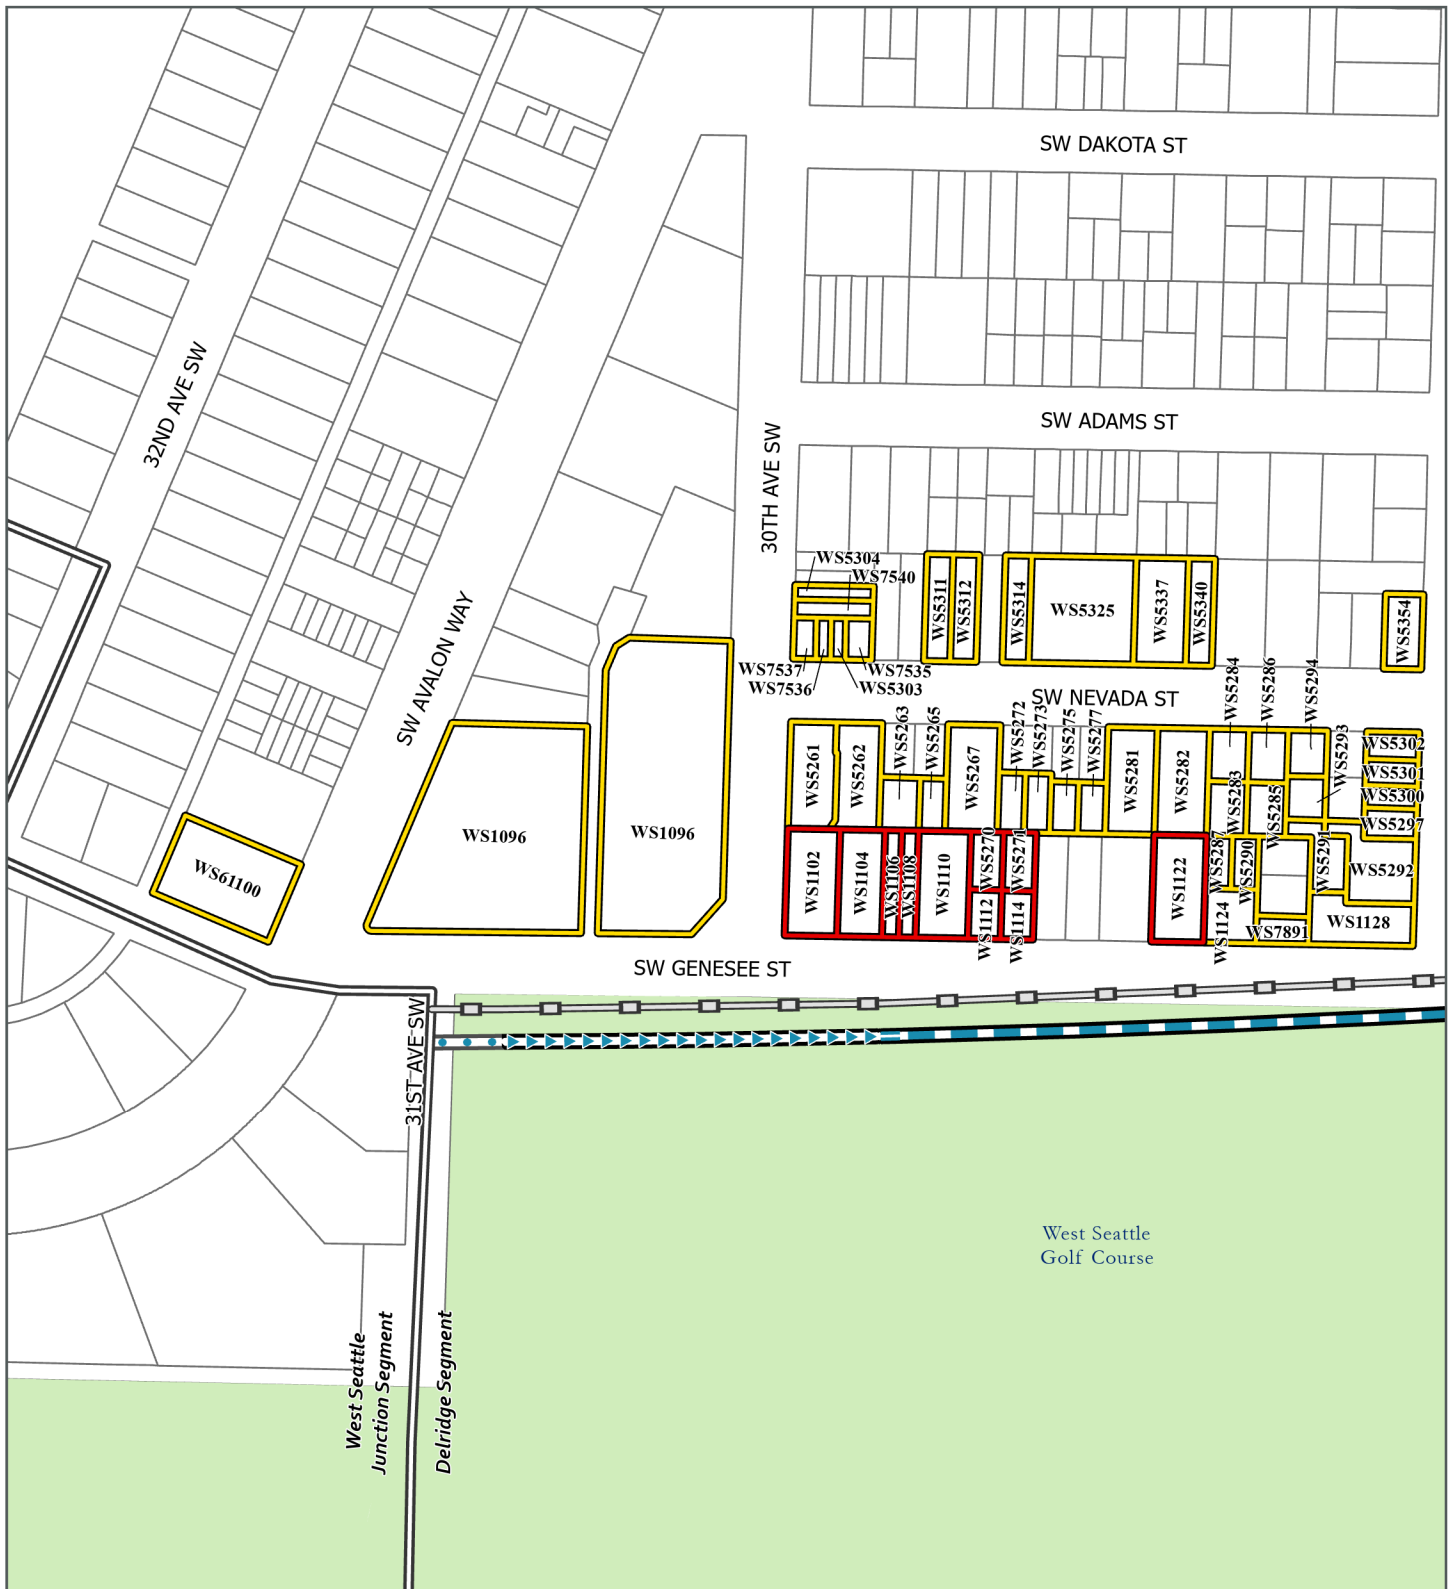 SW DAKOTA ST
32ND AVE SW
SW ADAMS ST
30TH AVE SW
WS5304
WS7540
WS5311
WS5312
WS5314
WS5325
WS5337
WS5340
WS5354
SW AVALON WAY
WS7537
WS7535
WS7536
WS5303
SW NEVADA ST
WS5284
WS5286
WS5294
WS5263
WS5265
WS5272
WS5273
WS5275
WS5277
WS5293
WS5302
WS5261
WS5262
WS5267
WS5281
WS5282
WS5283
WS5285
WS5301
WS5300
WS5297
WS1096
WS1096
WS61100
WS1102
WS1104
WS1106
WS1108
WS1110
WS5270
WS5271
WS1112
WS1114
WS1122
WS5287
WS5290
WS5291
WS5292
WS1124
WS7891
WS1128
SW GENESEE ST
31ST AVE SW
West Seattle
Golf Course
West Seattle
Junction Segment
Delridge Segment